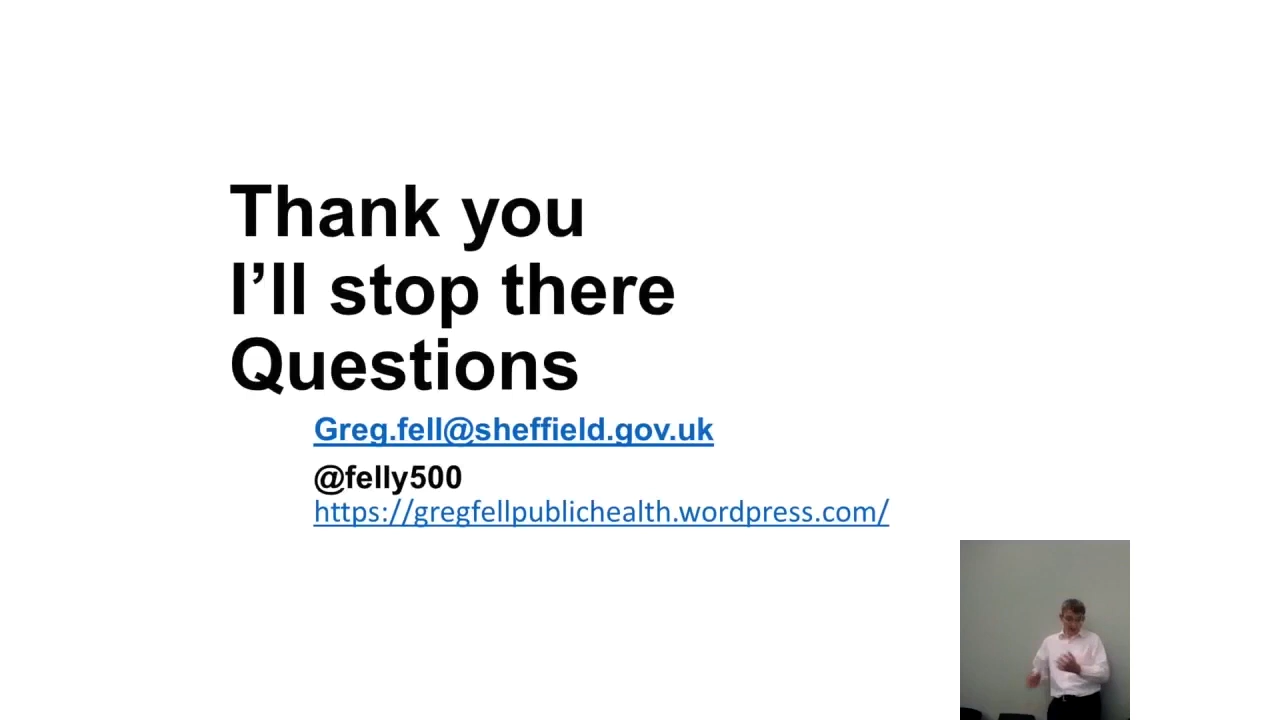 Thank you
I’ll stop there
Questions
Greg.fell@sheffield.gov.uk
@felly500
https://gregfellpublichealth.wordpress.com/